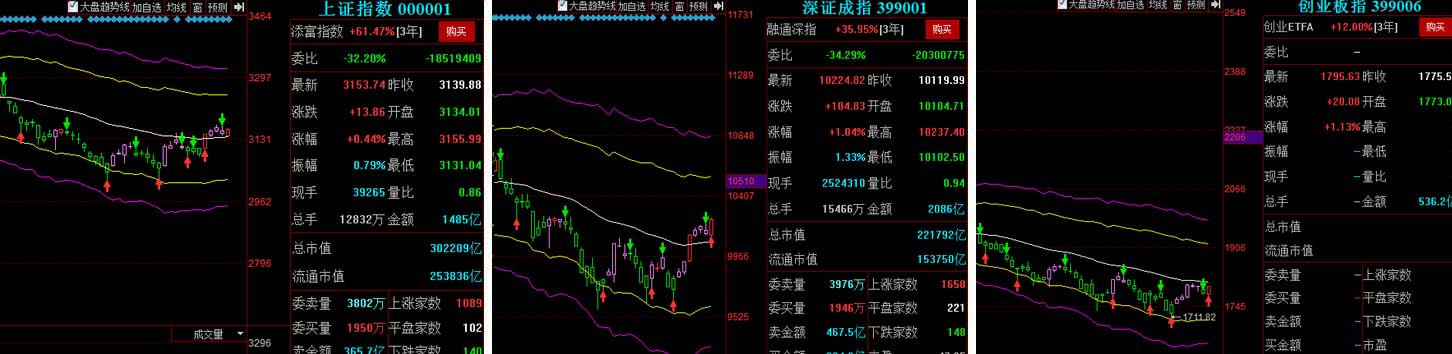 大盘趋势线 加自选 均线 窗 预测
3464
3297
3131
2962
2796
3296
成交量
上证指数 000001
添富指数 +61.47%[3年] 购买
委比 -32.20% -18519409
最新 3153.74 昨收 3139.88
涨跌 +13.86 开盘 3134.01
涨幅 +0.44% 最高 3155.99
振幅 0.79% 最低 3131.04
现手 39265 量比 0.86
总手 12832万 金额 1485亿
总市值 302209亿
流通市值 253836亿
委卖量 3802万 上涨家数 1089
委买量 1950万 平盘家数 102
卖金额 365.7亿 下跌家数 140
大盘趋势线 加自选 均线 窗 预测
11731
11289
10848
10510
10407
9966
9525
深证成指 399001
融通深指 +35.95%[3年] 购买
委比 -34.29% -20300775
最新 10224.82 昨收 10119.99
涨跌 +104.83 开盘 10104.71
涨幅 +1.04% 最高 10237.40
振幅 1.33% 最低 10102.50
现手 2524310 量比 0.94
总手 15466万 金额 2086亿
总市值 221792亿
流通市值 153750亿
委卖量 3976万 上涨家数 1650
委买量 1946万 平盘家数 221
卖金额 467.5亿 下跌家数 148
大盘趋势线 加自选 均线 窗 预测
2549
2388
2206
2066
1906
1745
1711.82
创业板指 399006
创业ETFA +12.00%[3年] 购买
委比 –
最新 1795.63 昨收 1775.5
涨跌 +20.08 开盘 1773.0
涨幅 +1.13% 最高
振幅 – 最低
现手 – 量比
总手 – 金额 536.2亿
总市值
流通市值
委卖量 – 上涨家数
委买量 – 平盘家数
卖金额 – 下跌家数
买金额 – 市盈